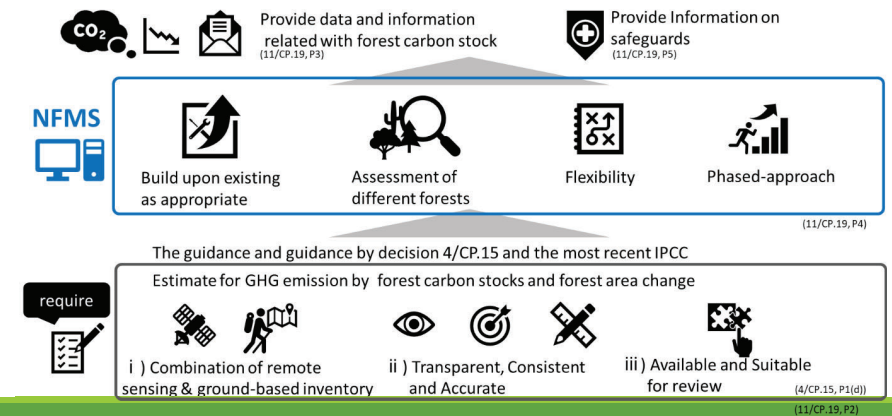 CO2
Provide data and information
related with forest carbon stock
(11/CP.19, P3)
Provide Information on
safeguards
(11/CP.19, P5)
NFMS
Build upon existing
as appropriate
Assessment of
different forests
Flexibility
Phased-approach
(11/CP.19, P4)
The guidance and guidance by decision 4/CP.15 and the most recent IPCC
require
Estimate for GHG emission by forest carbon stocks and forest area change
i ) Combination of remote
sensing & ground-based inventory
ii ) Transparent, Consistent
and Accurate
iii ) Available and Suitable
for review
(4/CP.15, P1(d))
(11/CP.19, P2)